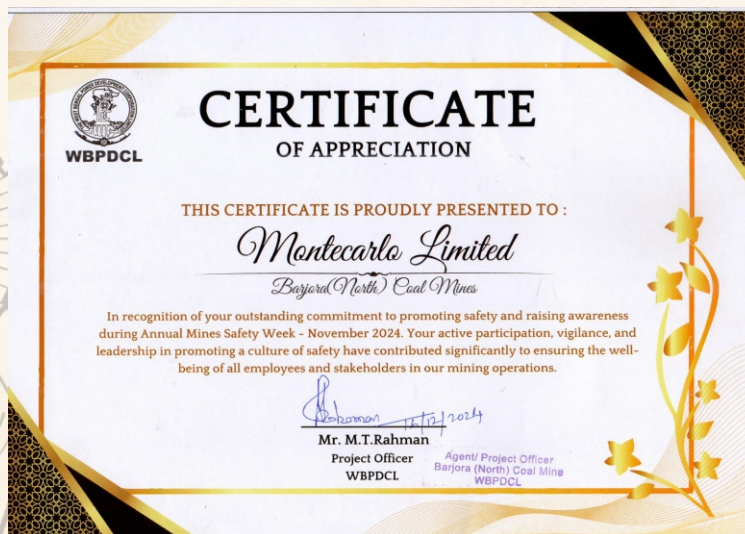 WBPDCL
CERTIFICATE
OF APPRECIATION
THIS CERTIFICATE IS PROUDLY PRESENTED TO :
Montecarlo Limited
Barjora(North) Coal Mines
In recognition of your outstanding commitment to promoting safety and raising awareness
during Annual Mines Safety Week - November 2024. Your active participation, vigilance, and
leadership in promoting a culture of safety have contributed significantly to ensuring the well-
being of all employees and stakeholders in our mining operations.
16/12/2024
Mr. M.T.Rahman
Project Officer
WBPDCL
Agent/ Project Officer
Barjora (North) Coal Mine
WBPDCL